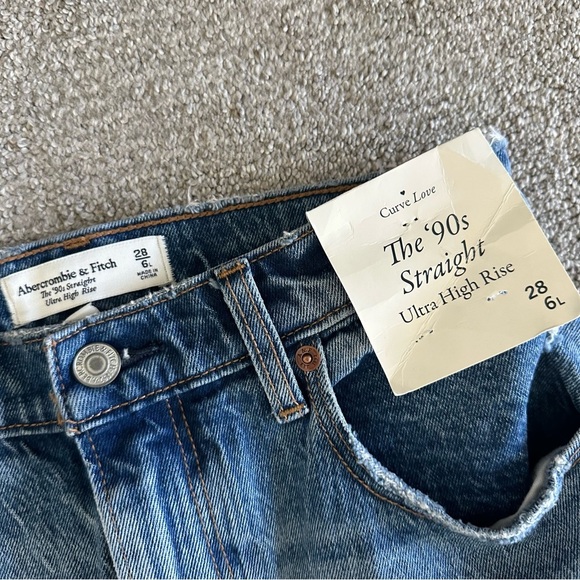 Abercrombie & Fitch
The '90s Straight
Ultra High Rise
28
6L
MADE IN
CHINA
Curve Love
The '90s
Straight
Ultra High Rise
28
6L